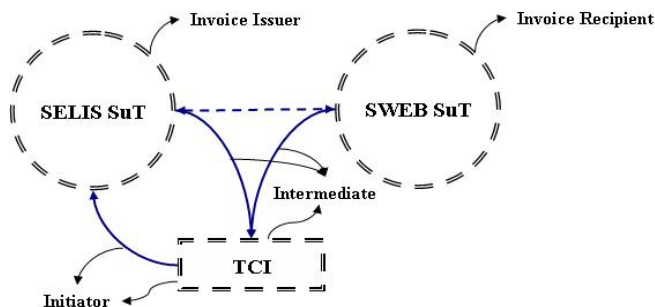 Invoice Issuer
Invoice Recipient
SELIS SuT
SWEB SuT
Intermediate
TCI
Initiator